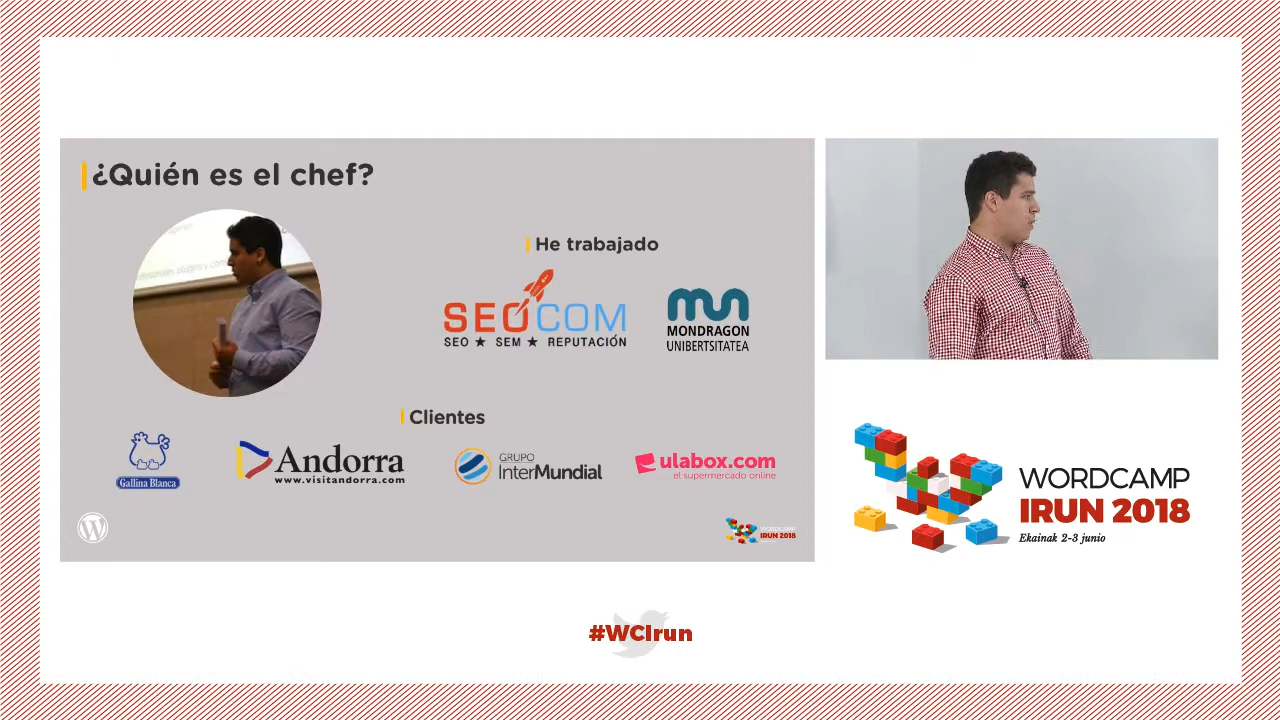 ¿Quién es el chef?
He trabajado
SEOCOM
SEO ★ SEM ★ REPUTACIÓN
MONDRAGON
UNIBERTSITATEA
Clientes
Gallina Blanca
Andorra
www.visitandorra.com
GRUPO
InterMundial
ulabox.com
el supermercado online
WORDCAMP
IRUN 2018
WORDCAMP
IRUN 2018
Ekainak 2-3 junio
#WCIrun